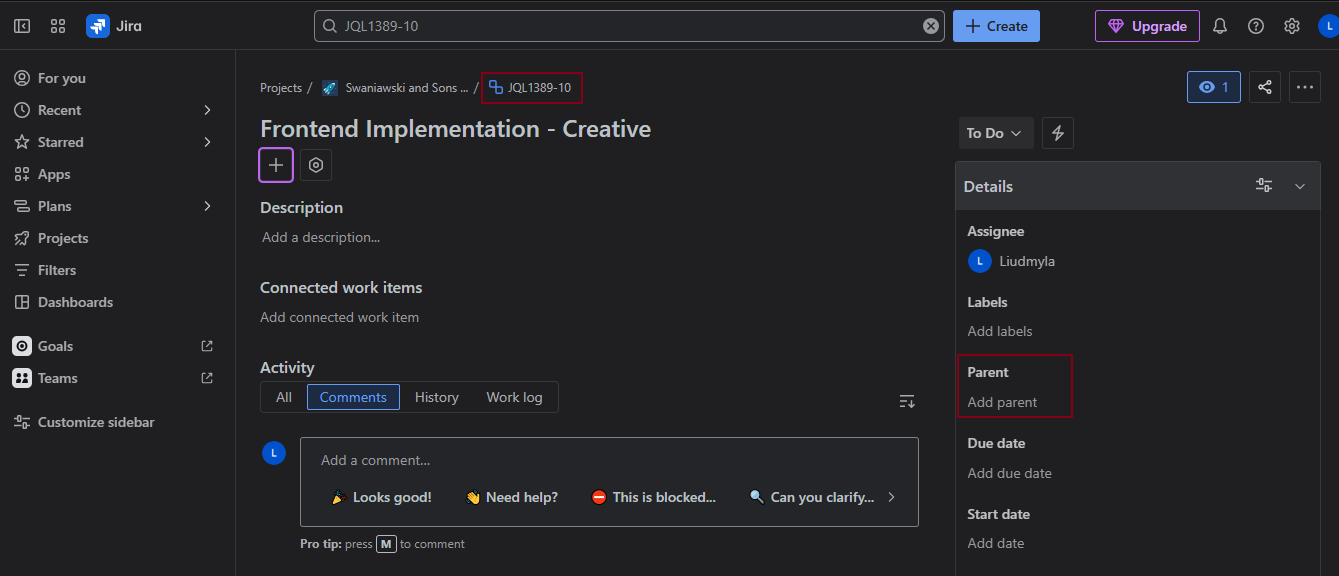 Jira
JQL1389-10
Create
Upgrade
L
For you
Recent
Starred
Apps
Plans
Projects
Filters
Dashboards
Goals
Teams
Customize sidebar
Projects / Swaniawski and Sons ... / JQL1389-10
1
Frontend Implementation - Creative
To Do
Description
Add a description...
Connected work items
Add connected work item
Activity
All Comments History Work log
L
Add a comment...
Looks good! Need help? This is blocked... Can you clarify...
Pro tip: press M to comment
Details
Assignee
L Liudmyla
Labels
Add labels
Parent
Add parent
Due date
Add due date
Start date
Add date